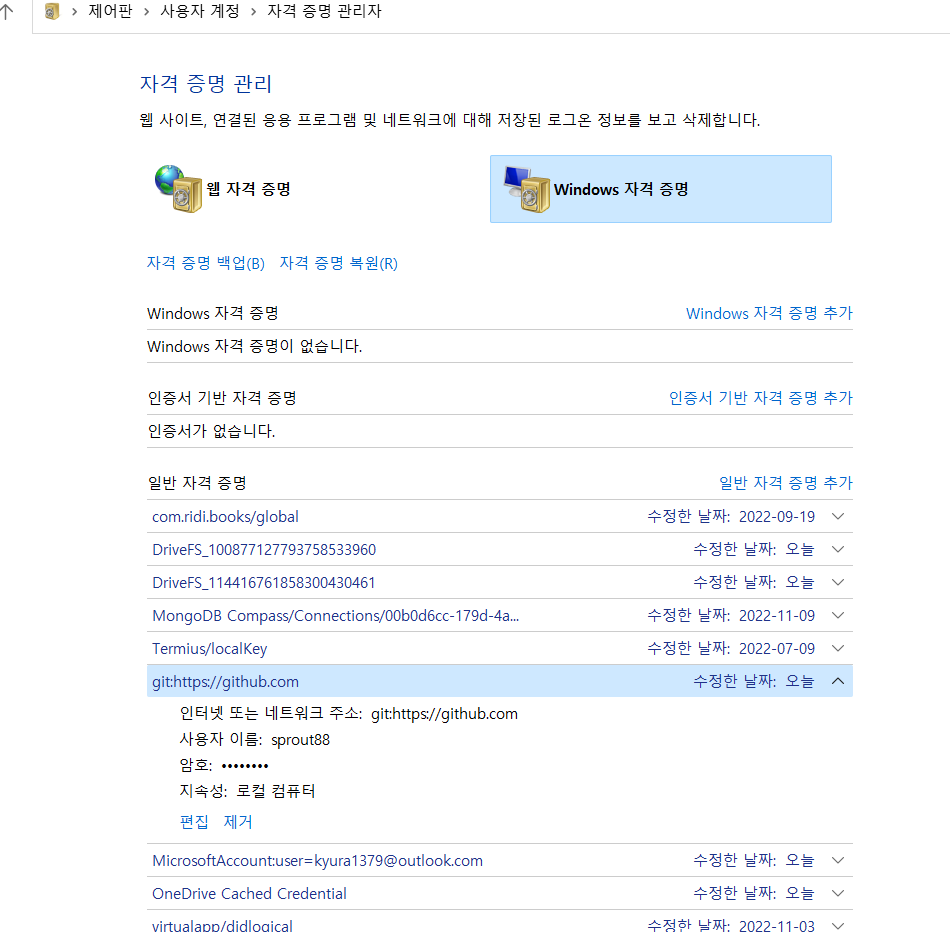 제어판 > 사용자 계정 > 자격 증명 관리자
자격 증명 관리
웹 사이트, 연결된 응용 프로그램 및 네트워크에 대해 저장된 로그온 정보를 보고 삭제합니다.
웹 자격 증명 Windows 자격 증명
자격 증명 백업(B) 자격 증명 복원(R)
Windows 자격 증명 Windows 자격 증명 추가
Windows 자격 증명이 없습니다.
인증서 기반 자격 증명 인증서 기반 자격 증명 추가
인증서가 없습니다.
일반 자격 증명 일반 자격 증명 추가
com.ridi.books/global 수정한 날짜: 2022-09-19
DriveFS_100877127793758533960 수정한 날짜: 오늘
DriveFS_114416761858300430461 수정한 날짜: 오늘
MongoDB Compass/Connections/00b0d6cc-179d-4a... 수정한 날짜: 2022-11-09
Termius/localKey 수정한 날짜: 2022-07-09
git:https://github.com 수정한 날짜: 오늘
인터넷 또는 네트워크 주소: git:https://github.com
사용자 이름: sprout88
암호: ••••••••
지속성: 로컬 컴퓨터
편집 제거
MicrosoftAccount:user=kyura1379@outlook.com 수정한 날짜: 오늘
OneDrive Cached Credential 수정한 날짜: 오늘
virtualapp/didlogical 수정한 날짜: 2022-11-03